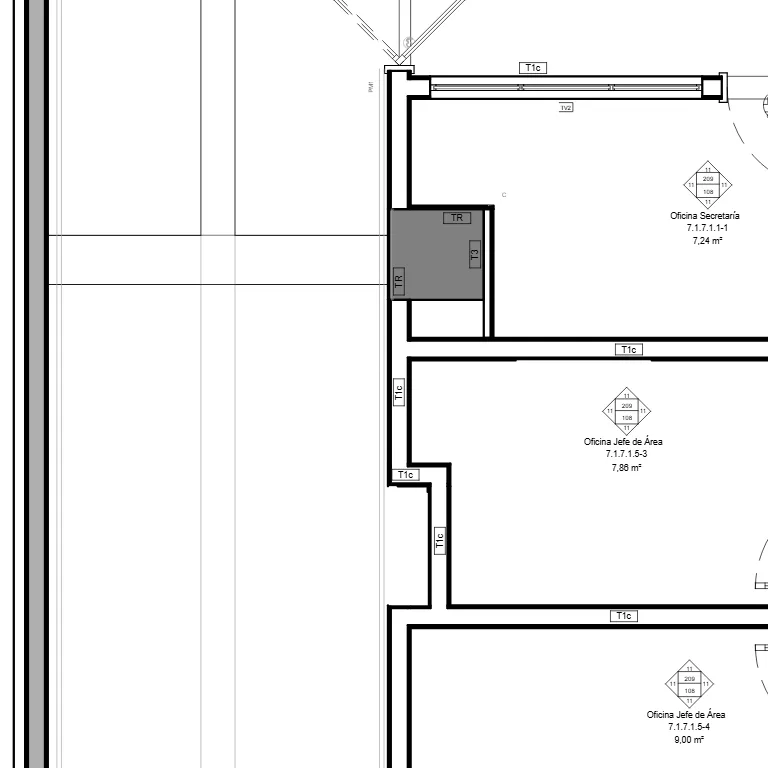 T1c
TV2
11
209
11 11
108
11
Oficina Secretaría
7.1.7.1.1-1
7,24 m²
C
TR
T3
TR
T1c
T1c
11
209
11 11
108
11
Oficina Jefe de Área
7.1.7.1.5-3
7,86 m²
T1c
T1c
T1c
11
209
11 11
108
11
Oficina Jefe de Área
7.1.7.1.5-4
9,00 m²